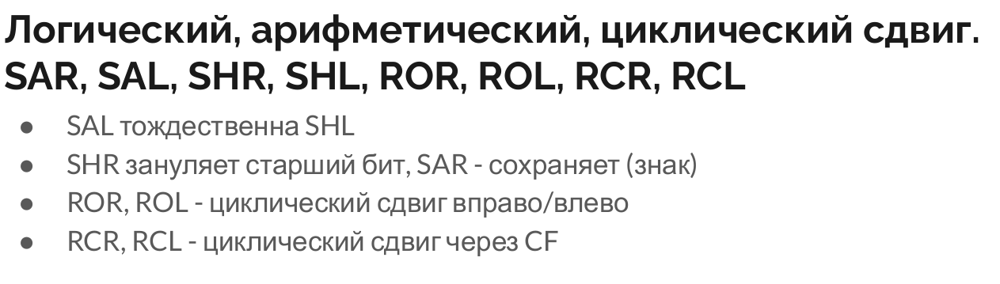 Логический, арифметический, циклический сдвиг.
SAR, SAL, SHR, SHL, ROR, ROL, RCR, RCL
● SAL тождественна SHL
● SHR зануляет старший бит, SAR - сохраняет (знак)
● ROR, ROL - циклический сдвиг вправо/влево
● RCR, RCL - циклический сдвиг через CF